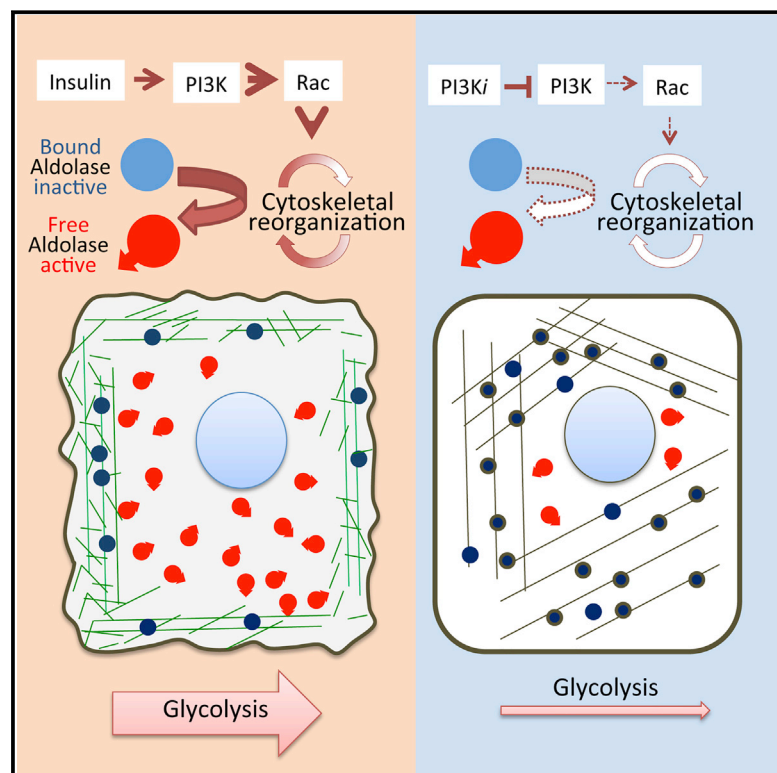 Insulin
PI3K
Rac
Bound
Aldolase
inactive
Free
Aldolase
active
Cytoskeletal
reorganization
Glycolysis
PI3Ki
PI3K
Rac
Cytoskeletal
reorganization
Glycolysis